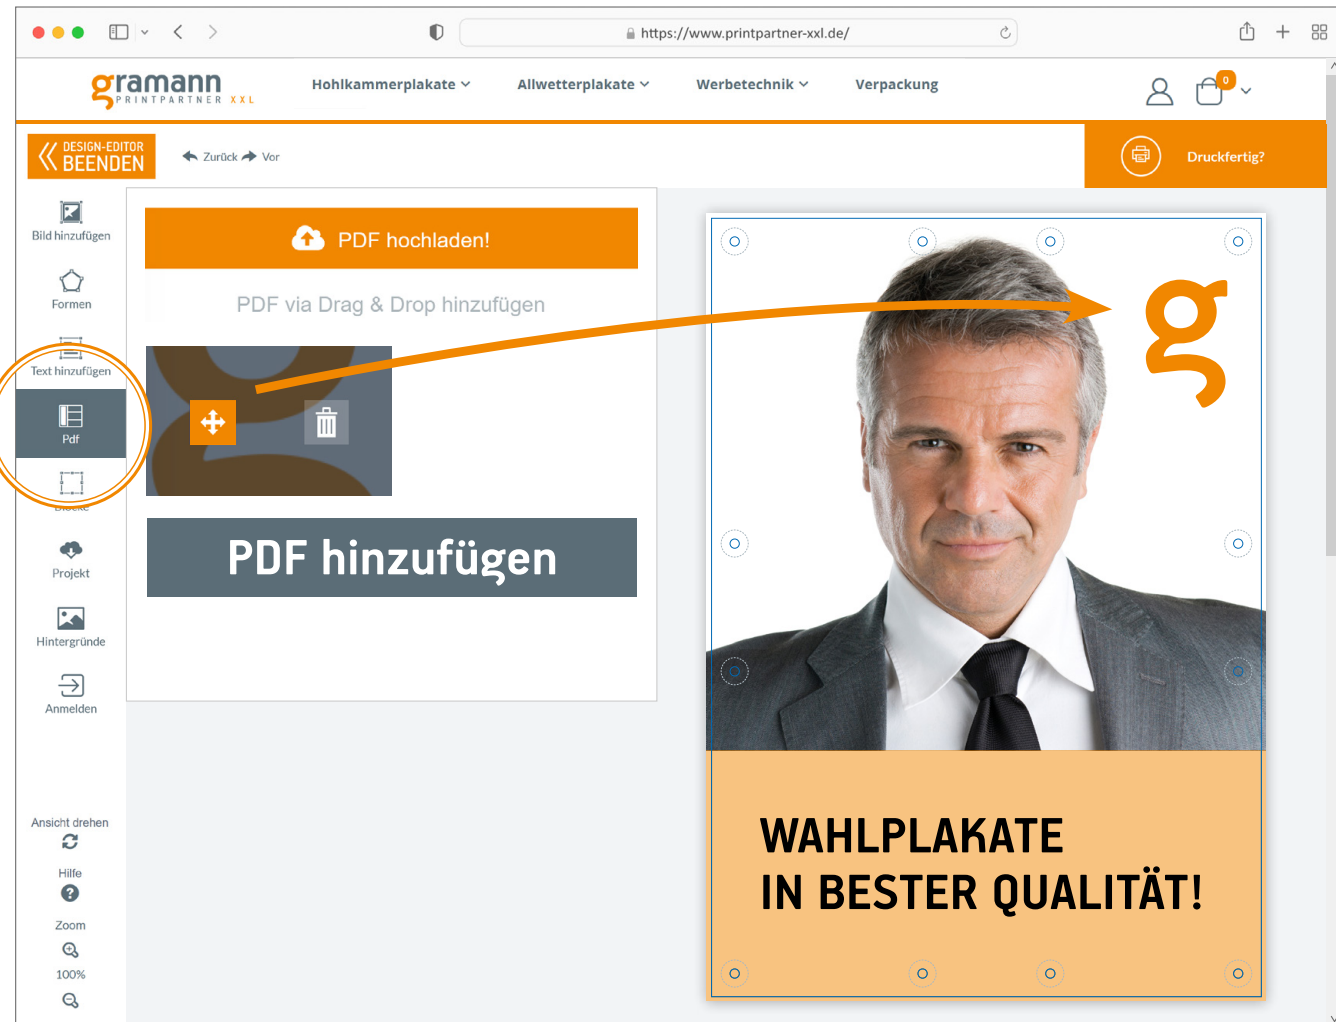 https://www.printpartner-xxl.de/
gramann
PRINTPARTNER XXL
Hohlkammerplakate
Allwetterplakate
Werbetechnik
Verpackung
0
DESIGN-EDITOR
BEENDEN
Zurück
Vor
Druckfertig?
Bild hinzufügen
Formen
Text hinzufügen
Pdf
Blöcke
Projekt
Hintergründe
Anmelden
Ansicht drehen
Hilfe
Zoom
100%
PDF hochladen!
PDF via Drag & Drop hinzufügen
PDF hinzufügen
g
WAHLPLAKATE
IN BESTER QUALITÄT!